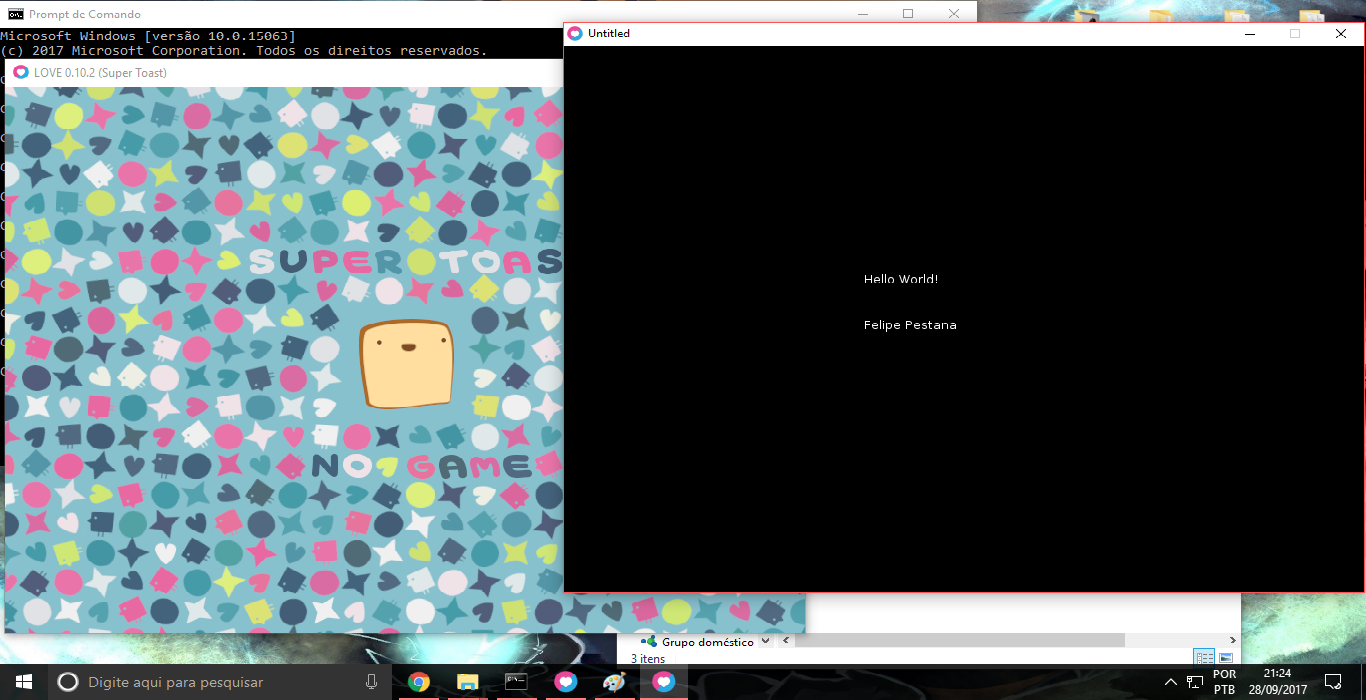 Prompt de Comando
Microsoft Windows [versão 10.0.15063]
(c) 2017 Microsoft Corporation. Todos os direitos reservados.
LOVE 0.10.2 (Super Toast)
SUPER TOAS
NO GAME
Untitled
Hello World!
Felipe Pestana
Grupo doméstico
3 itens
Digite aqui para pesquisar
POR
PTB
21:24
28/09/2017